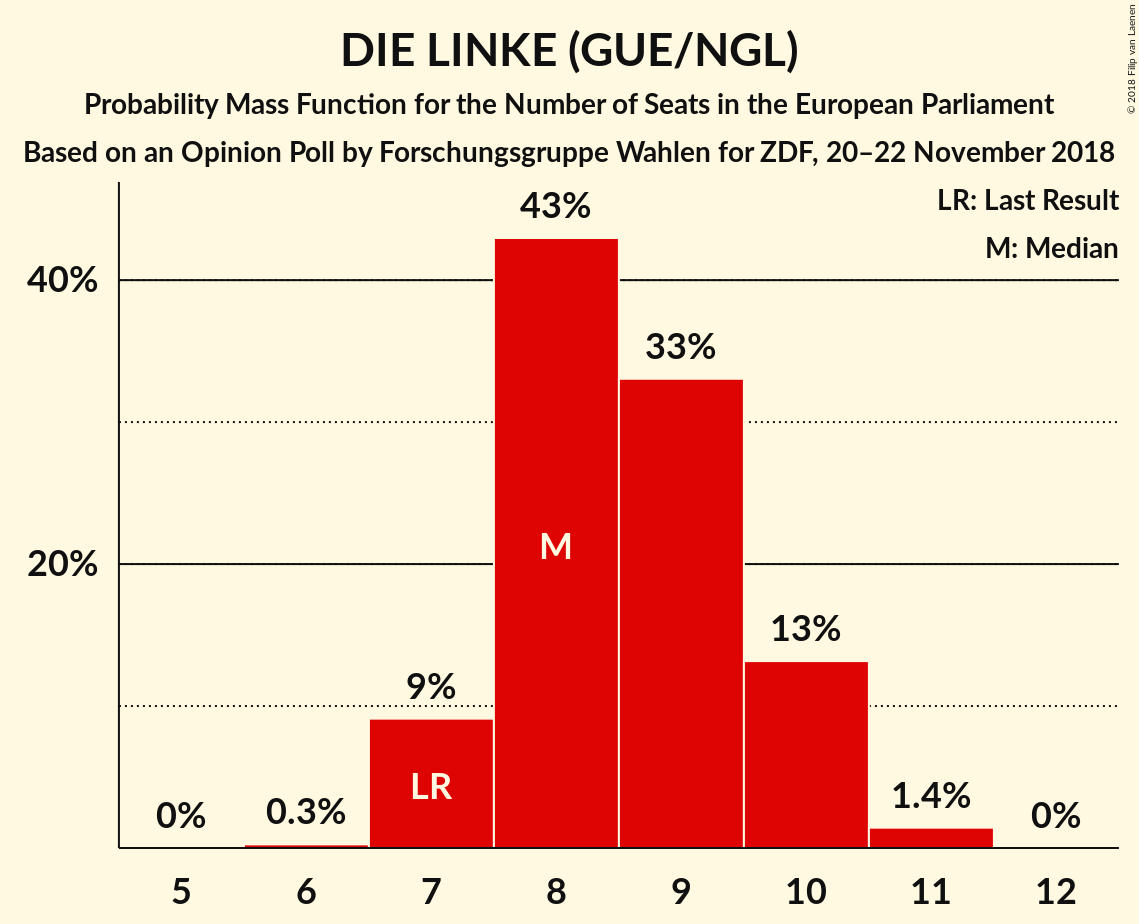 DIE LINKE (GUE/NGL)
Probability Mass Function for the Number of Seats in the European Parliament
Based on an Opinion Poll by Forschungsgruppe Wahlen for ZDF, 20–22 November 2018
© 2018 Filip van Laenen
LR: Last Result
M: Median
43%
40%
33%
M
20%
13%
9%
LR
0%
0.3%
1.4%
0%
5 6 7 8 9 10 11 12